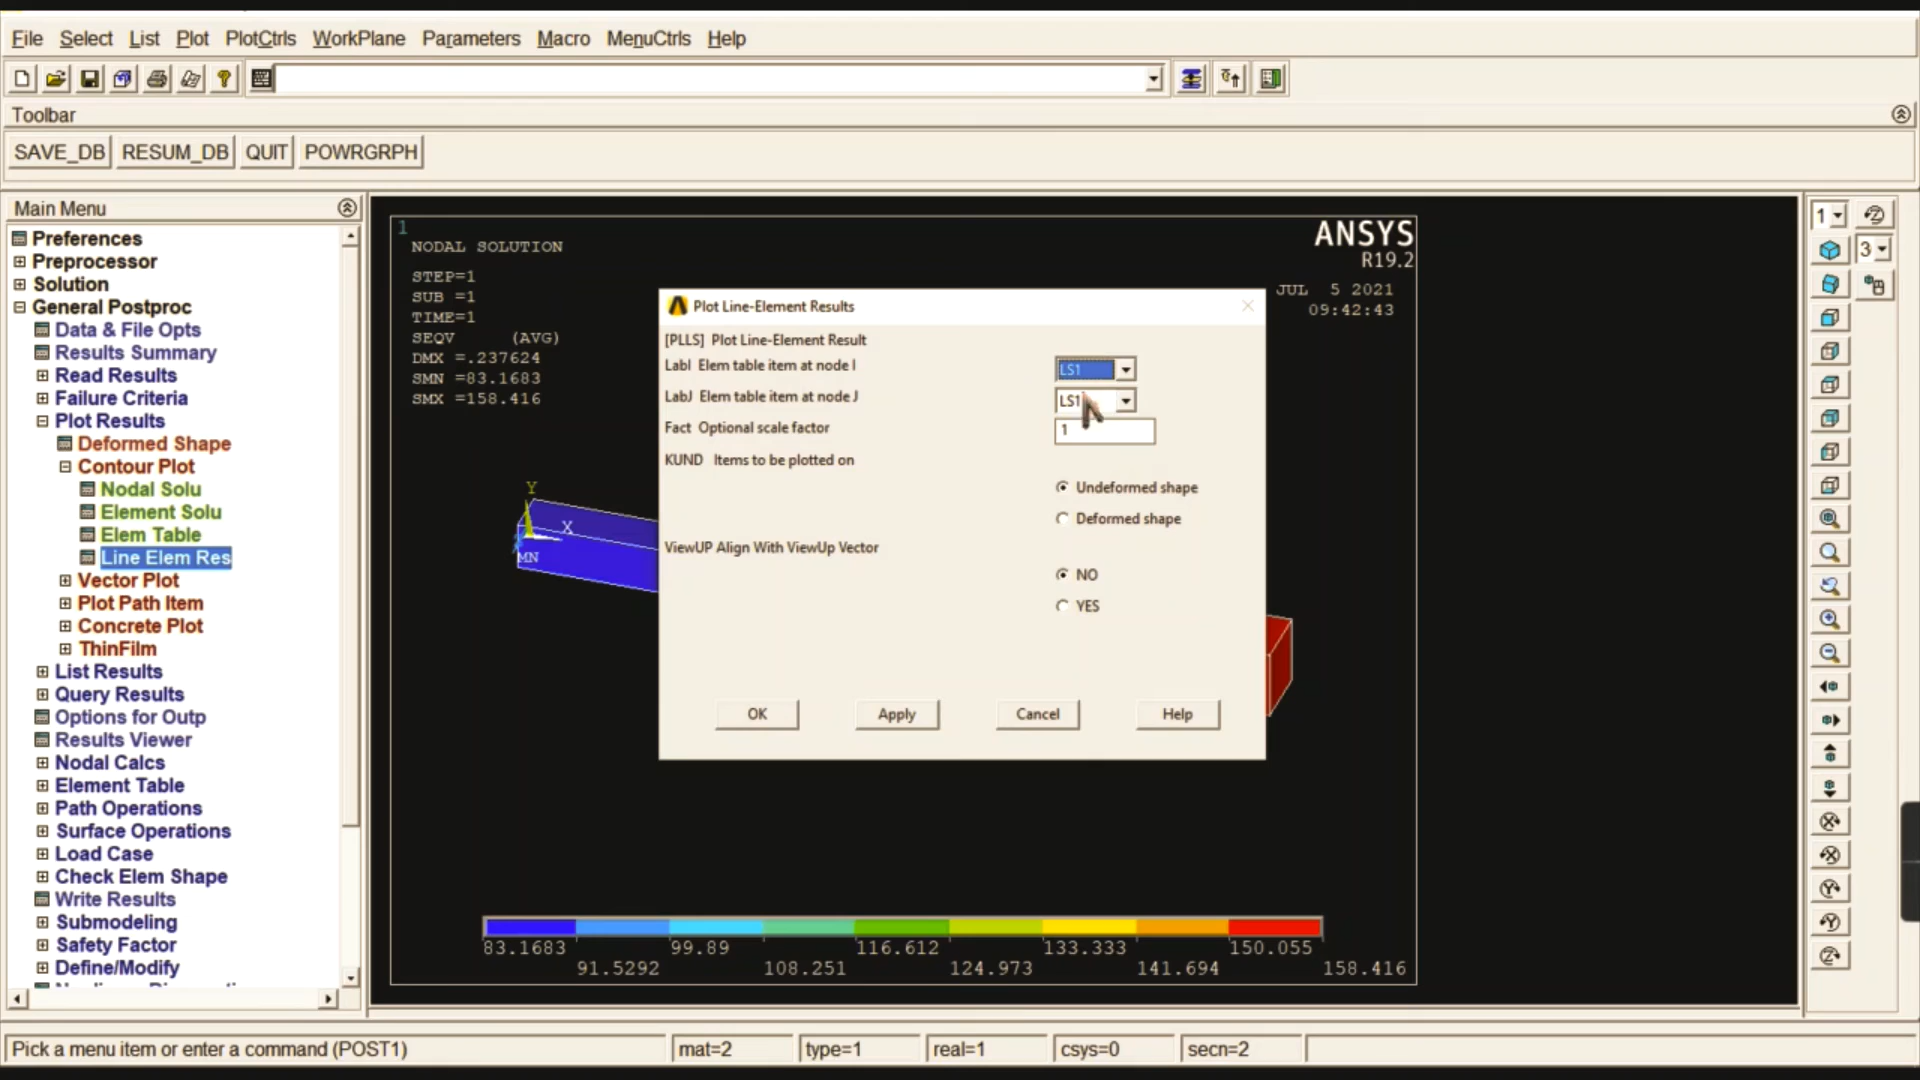 File Select List Plot PlotCtrls WorkPlane Parameters Macro MenuCtrls Help
Toolbar
SAVE_DB RESUM_DB QUIT POWRGRPH
Main Menu
Preferences
Preprocessor
Solution
General Postproc
Data & File Opts
Results Summary
Read Results
Failure Criteria
Plot Results
Deformed Shape
Contour Plot
Nodal Solu
Element Solu
Elem Table
Line Elem Res
Vector Plot
Plot Path Item
Concrete Plot
ThinFilm
List Results
Query Results
Options for Outp
Results Viewer
Nodal Calcs
Element Table
Path Operations
Surface Operations
Load Case
Check Elem Shape
Write Results
Submodeling
Safety Factor
Define/Modify
1
NODAL SOLUTION
STEP=1
SUB =1
TIME=1
SEQV (AVG)
DMX =.237624
SMN =83.1683
SMX =158.416
ANSYS
R19.2
JUL 5 2021
09:42:43
Y
X
MN
Plot Line-Element Results
[PLLS] Plot Line-Element Result
LabI Elem table item at node I LS1
LabJ Elem table item at node J LS1
Fact Optional scale factor 1
KUND Items to be plotted on
Undeformed shape
Deformed shape
ViewUP Align With ViewUp Vector
NO
YES
OK Apply Cancel Help
83.1683 99.89 116.612 133.333 150.055
91.5292 108.251 124.973 141.694 158.416
1
3
Pick a menu item or enter a command (POST1) mat=2 type=1 real=1 csys=0 secn=2